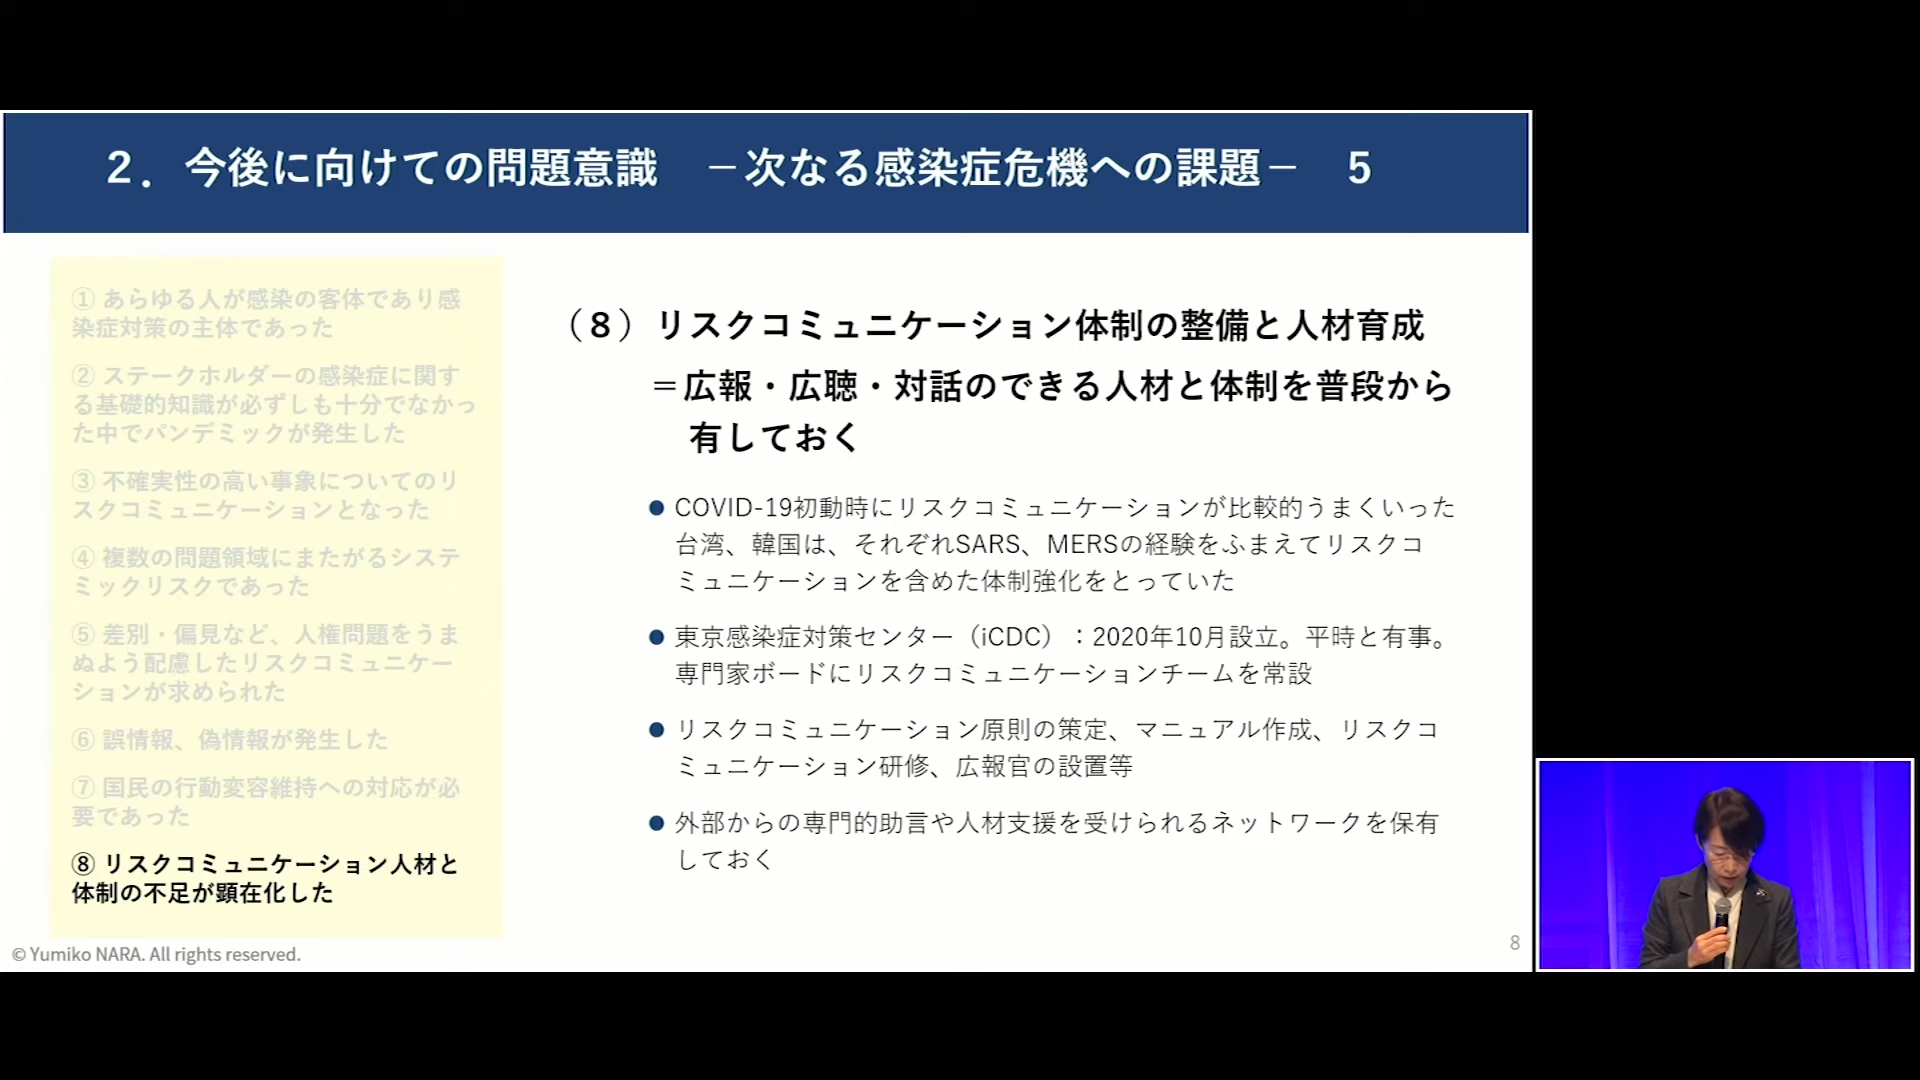 2．今後に向けての問題意識　－次なる感染症危機への課題－　5
① あらゆる人が感染の客体であり感
染症対策の主体であった
② ステークホルダーの感染症に関す
る基礎的知識が必ずしも十分でなかっ
た中でパンデミックが発生した
③ 不確実性の高い事象についてのリ
スクコミュニケーションとなった
④ 複数の問題領域にまたがるシステ
ミックリスクであった
⑤ 差別・偏見など、人権問題をうま
ぬよう配慮したリスクコミュニケー
ションが求められた
⑥ 誤情報、偽情報が発生した
⑦ 国民の行動変容維持への対応が必
要であった
⑧ リスクコミュニケーション人材と
体制の不足が顕在化した
（8）リスクコミュニケーション体制の整備と人材育成
＝広報・広聴・対話のできる人材と体制を普段から
有しておく
● COVID-19初動時にリスクコミュニケーションが比較的うまくいった
台湾、韓国は、それぞれSARS、MERSの経験をふまえてリスクコ
ミュニケーションを含めた体制強化をとっていた
● 東京感染症対策センター（iCDC）：2020年10月設立。平時と有事。
専門家ボードにリスクコミュニケーションチームを常設
● リスクコミュニケーション原則の策定、マニュアル作成、リスクコ
ミュニケーション研修、広報官の設置等
● 外部からの専門的助言や人材支援を受けられるネットワークを保有
しておく
© Yumiko NARA. All rights reserved.
8